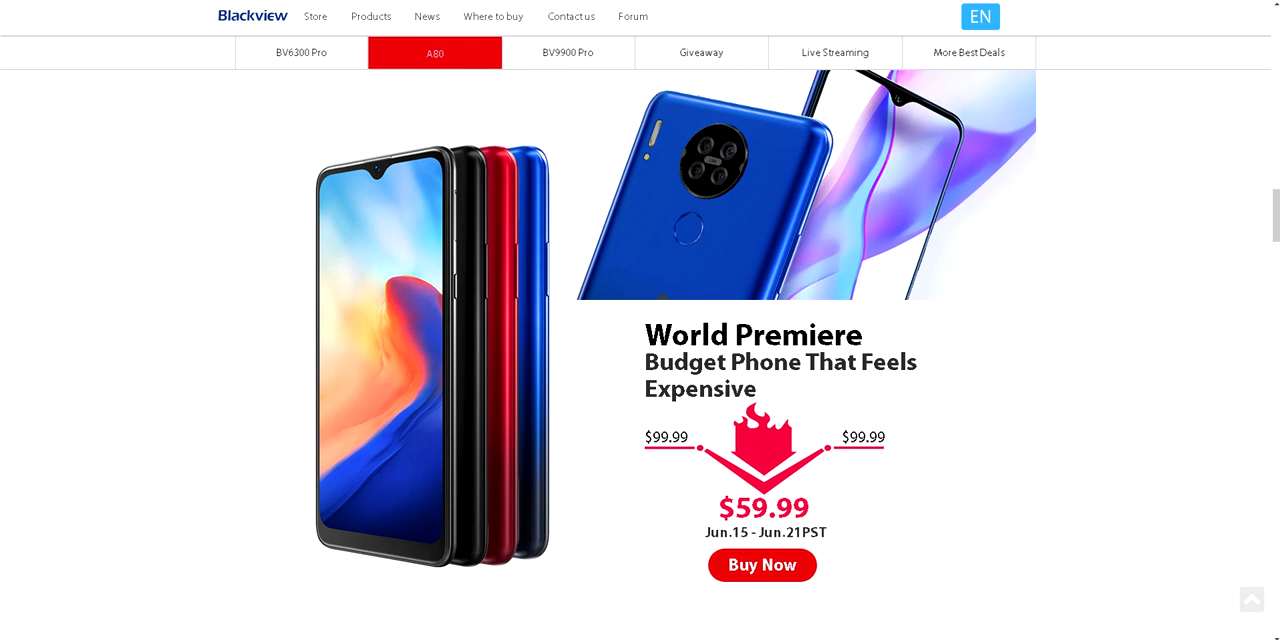 Blackview Store Products News Where to buy Contact us Forum EN
BV6300 Pro A80 BV9900 Pro Giveaway Live Streaming More Best Deals
World Premiere
Budget Phone That Feels
Expensive
$99.99 $99.99
$59.99
Jun.15 - Jun.21PST
Buy Now